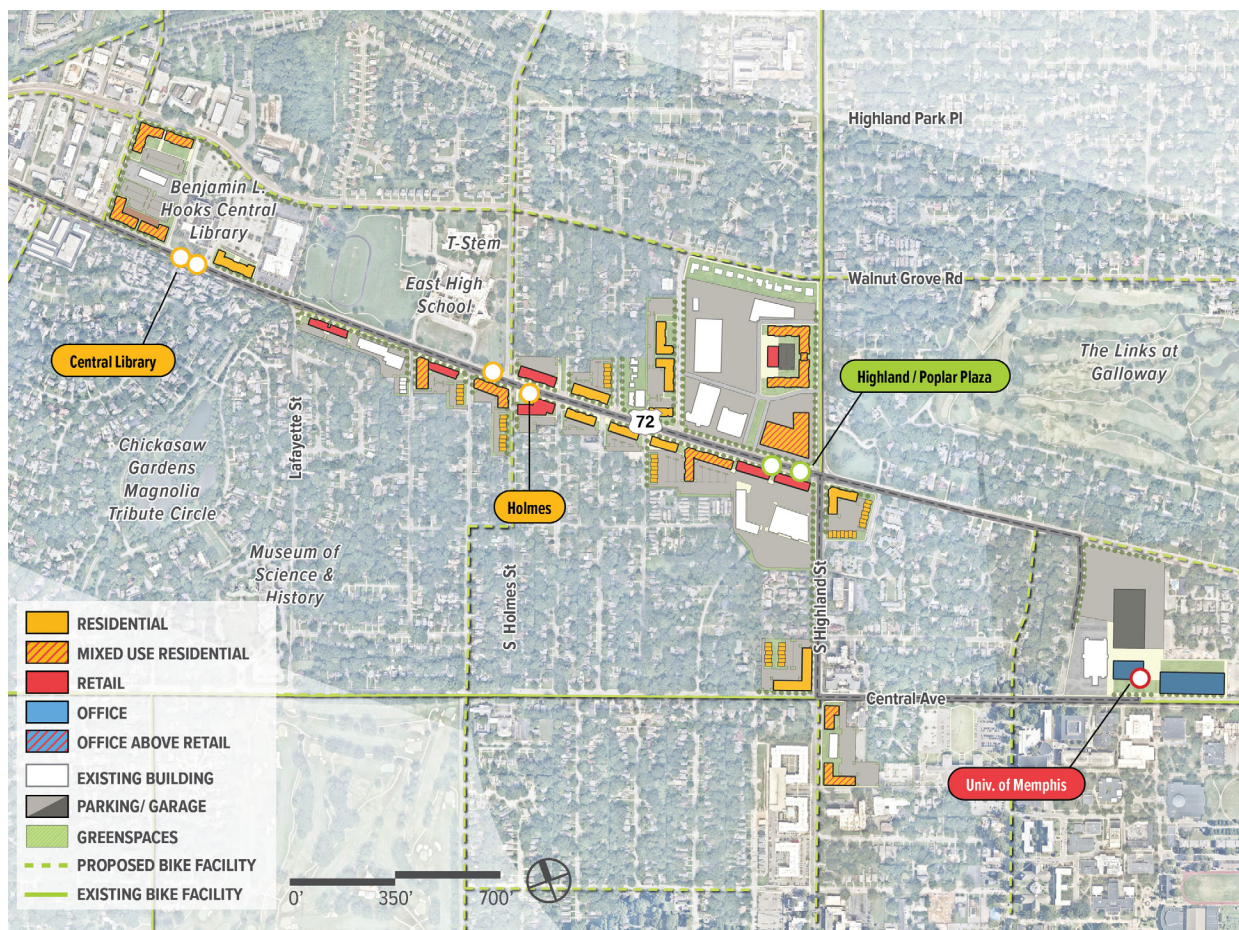 Highland Park Pl
Benjamin L.
Hooks Central
Library
T-Stem
East High
School
Walnut Grove Rd
Central Library
The Links at
Galloway
Highland / Poplar Plaza
72
Lafayette St
Chickasaw
Gardens
Magnolia
Tribute Circle
Holmes
Museum of
Science &
History
S Holmes St
S Highland St
Central Ave
Univ. of Memphis
RESIDENTIAL
MIXED USE RESIDENTIAL
RETAIL
OFFICE
OFFICE ABOVE RETAIL
EXISTING BUILDING
PARKING/ GARAGE
GREENSPACES
PROPOSED BIKE FACILITY
EXISTING BIKE FACILITY
0' 350' 700'